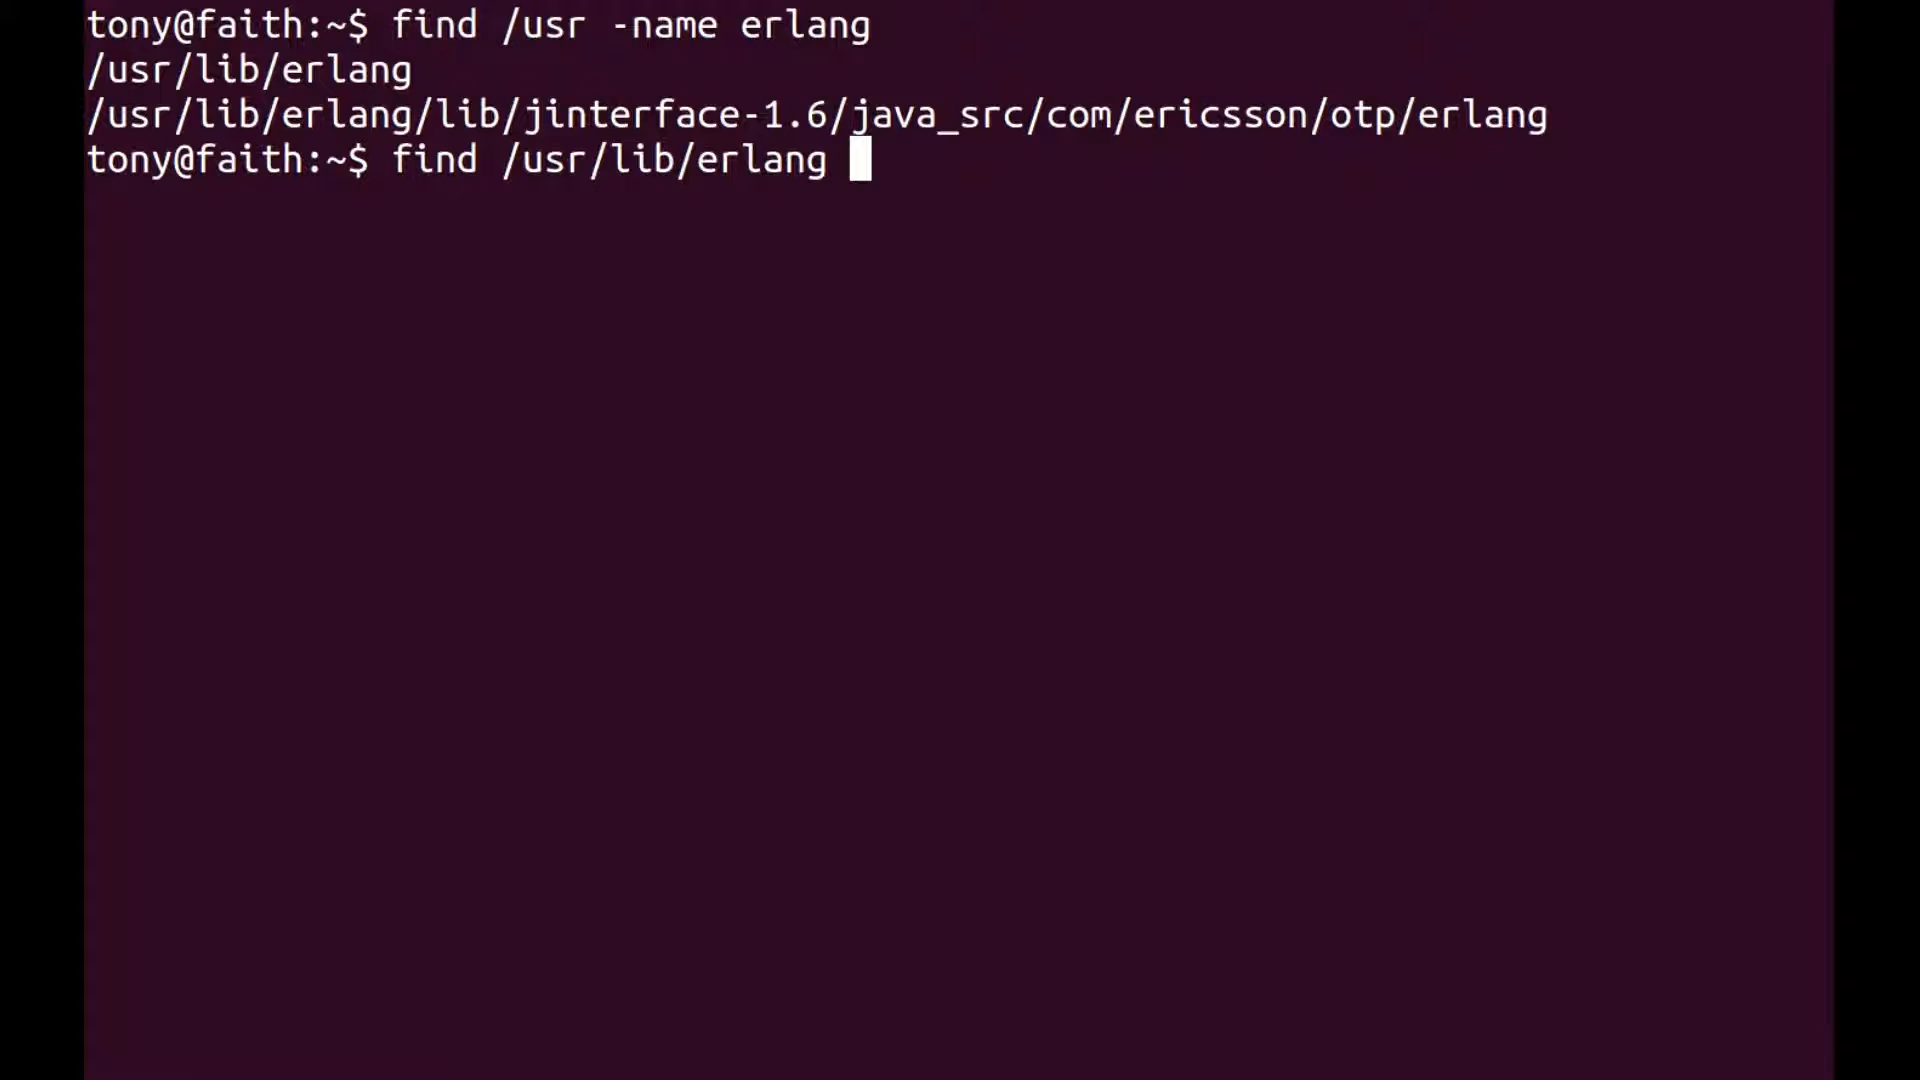 tony@faith:~$ find /usr -name erlang
/usr/lib/erlang
/usr/lib/erlang/lib/jinterface-1.6/java_src/com/ericsson/otp/erlang
tony@faith:~$ find /usr/lib/erlang